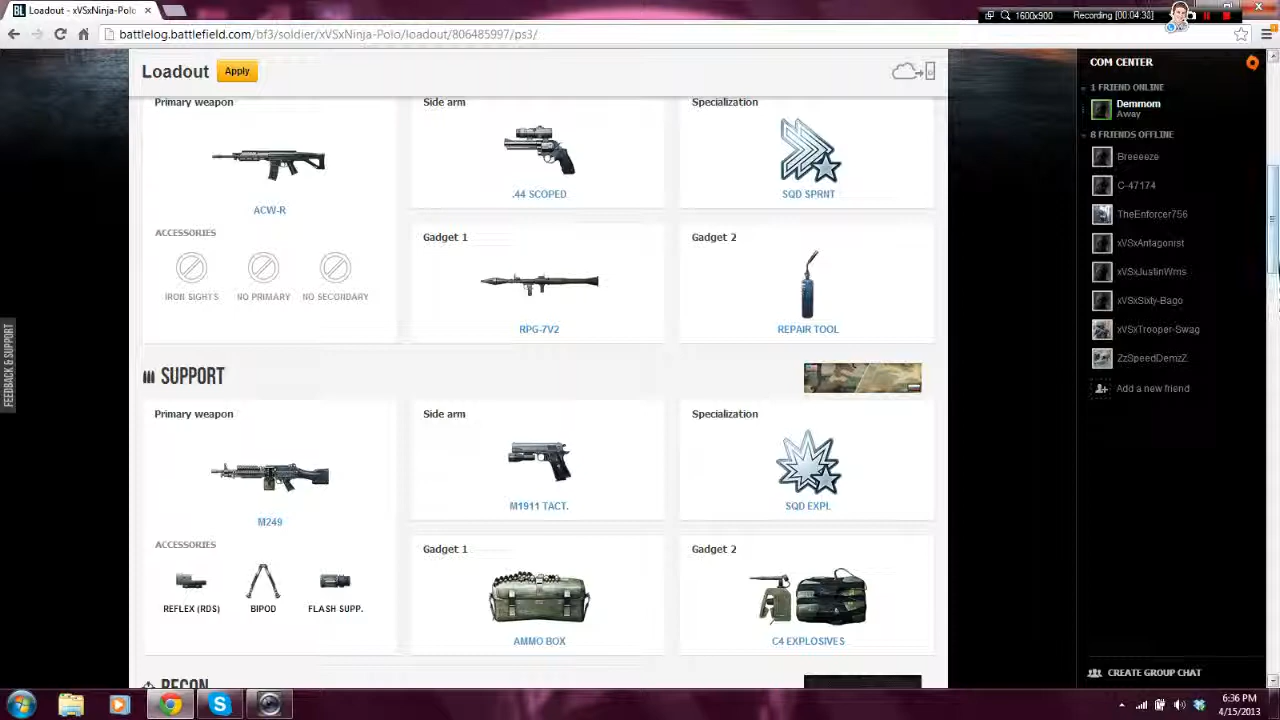 BL Loadout - xVSxNinja-Polo
1600x900 Recording [00:04:38]
battlelog.battlefield.com/bf3/soldier/xVSxNinja-Polo/loadout/806485997/ps3/
Loadout Apply
Primary weapon Side arm Specialization
ACW-R .44 SCOPED SQD SPRNT
ACCESSORIES Gadget 1 Gadget 2
IRON SIGHTS NO PRIMARY NO SECONDARY
RPG-7V2 REPAIR TOOL
SUPPORT
Primary weapon Side arm Specialization
M249 M1911 TACT. SQD EXPL
ACCESSORIES Gadget 1 Gadget 2
REFLEX (RDS) BIPOD FLASH SUPP.
AMMO BOX C4 EXPLOSIVES
RECON
FEEDBACK & SUPPORT
COM CENTER
1 FRIEND ONLINE
Demmom
Away
8 FRIENDS OFFLINE
Breeeeze
C-47174
TheEnforcer756
xVSxAntagonist
xVSxJustinWms
xVSxSixty-Bago
xVSxTrooper-Swag
ZzSpeedDemzZ
Add a new friend
CREATE GROUP CHAT
6:36 PM
4/15/2013